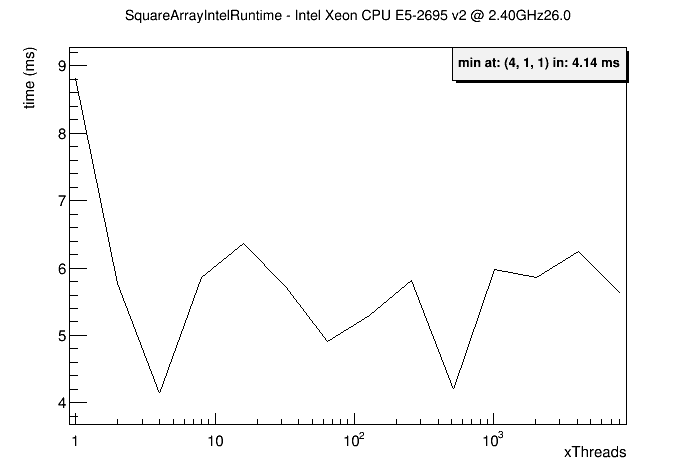 SquareArrayIntelRuntime - Intel Xeon CPU E5-2695 v2 @ 2.40GHz26.0
min at: (4, 1, 1) in: 4.14 ms
time (ms)
9
8
7
6
5
4
1 10 10² 10³
xThreads